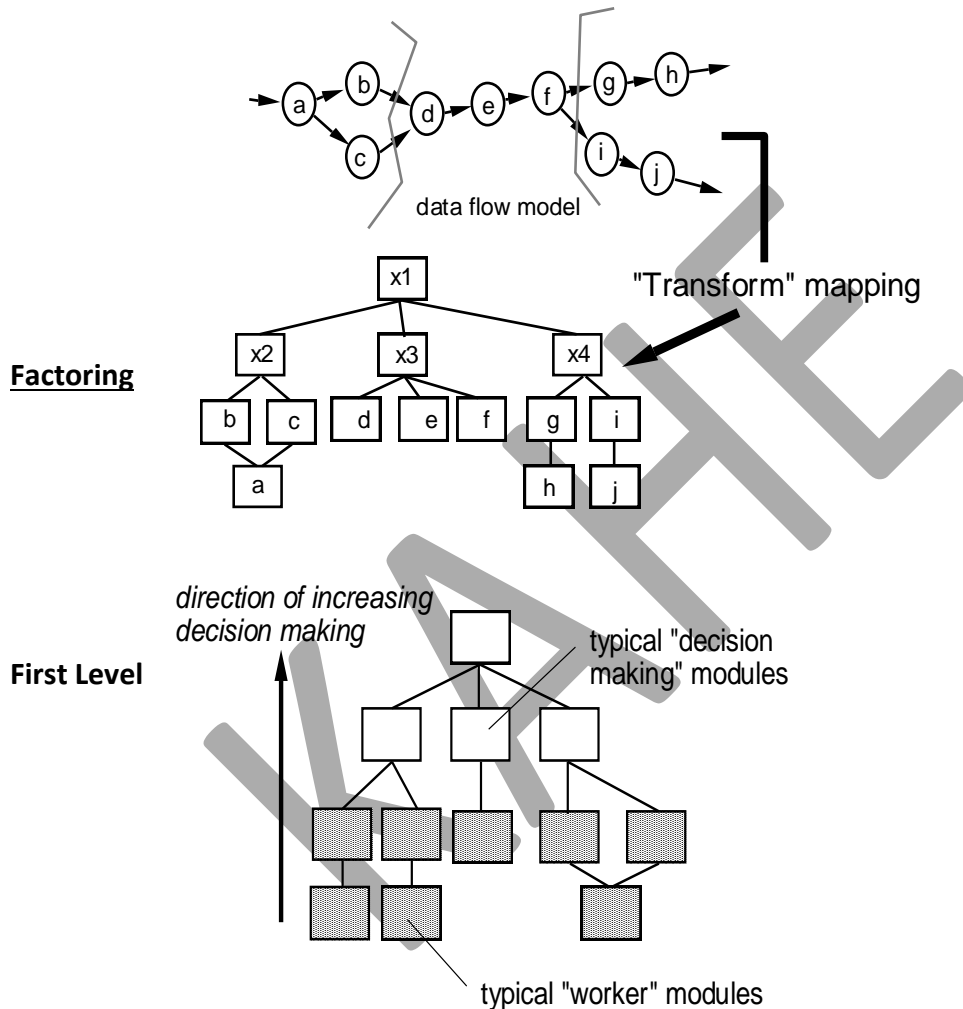 b
g
h
a
d
e
f
c
i
j
data flow model
x1
"Transform" mapping
x2
x3
x4
Factoring
b
c
d
e
f
g
i
a
h
j
direction of increasing
decision making
typical "decision
making" modules
First Level
typical "worker" modules
KAHE